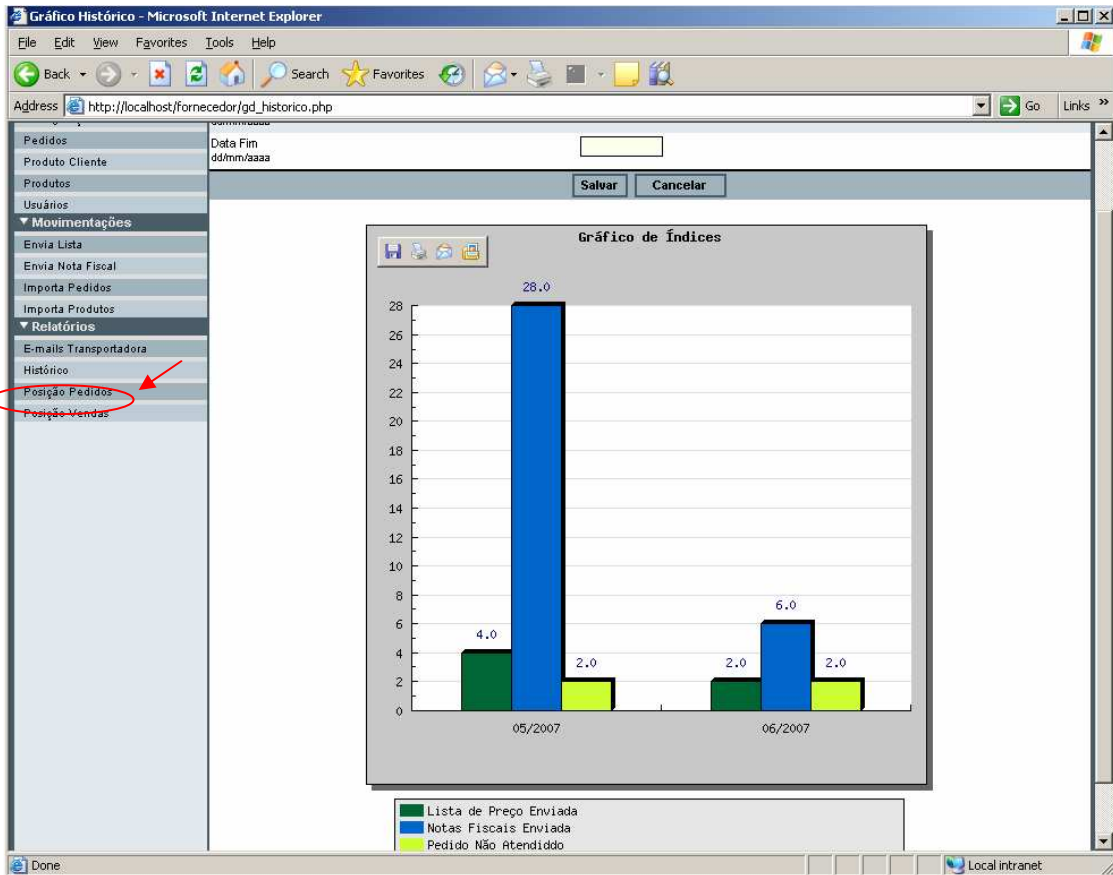 Gráfico Histórico - Microsoft Internet Explorer
File Edit View Favorites Tools Help
Back Search Favorites
Address http://localhost/fornecedor/gd_historico.php Go Links »
Pedidos
Produto Cliente
Produtos
Usuários
Movimentações
Envia Lista
Envia Nota Fiscal
Importa Pedidos
Importa Produtos
Relatórios
E-mails Transportadora
Histórico
Posição Pedidos
Posição Vendas
Data Fim
dd/mm/aaaa
Salvar Cancelar
Gráfico de Índices
28.0
28
26
24
22
20
18
16
14
12
10
8
6
4
2
0
4.0
2.0
2.0
6.0
2.0
05/2007 06/2007
Lista de Preço Enviada
Notas Fiscais Enviada
Pedido Não Atendiddo
Done Local intranet